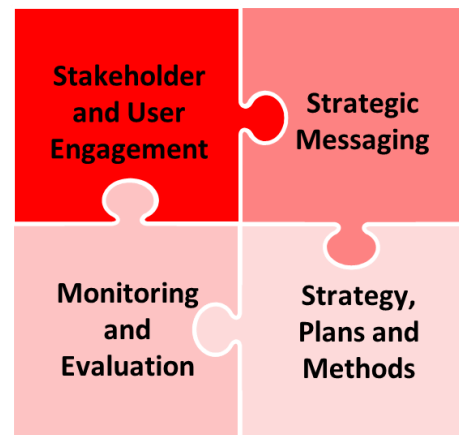 Stakeholder
and User
Engagement
Strategic
Messaging
Monitoring
and
Evaluation
Strategy,
Plans and
Methods